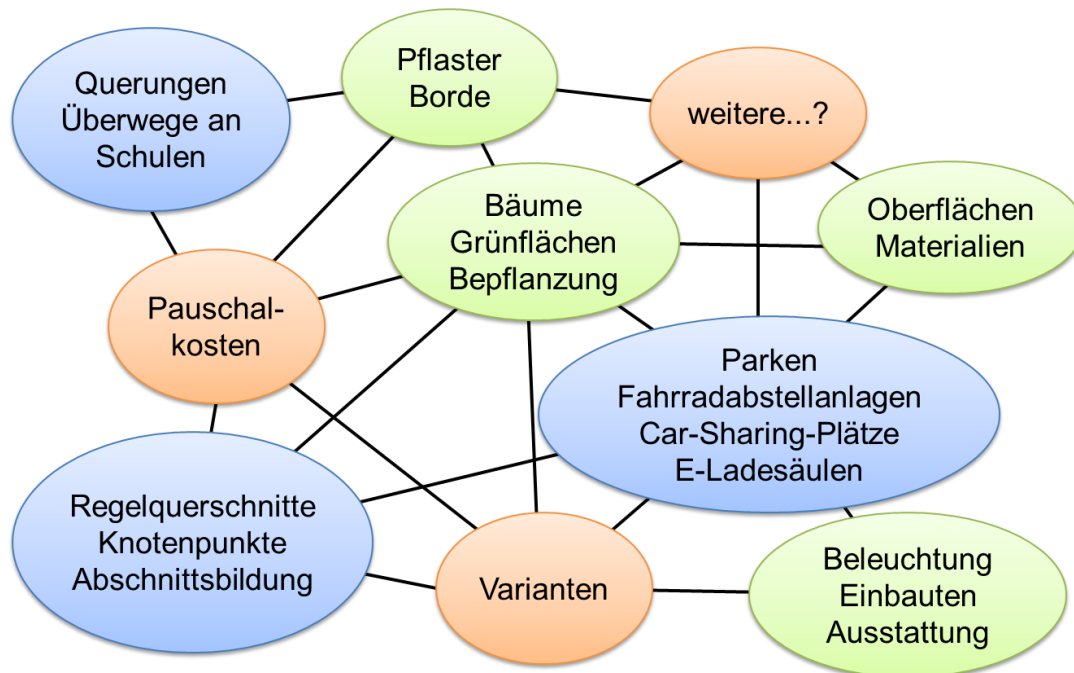 Querungen
Überwege an
Schulen
Pflaster
Borde
weitere...?
Bäume
Grünflächen
Bepflanzung
Oberflächen
Materialien
Pauschal-
kosten
Parken
Fahrradabstellanlagen
Car-Sharing-Plätze
E-Ladesäulen
Regelquerschnitte
Knotenpunkte
Abschnittsbildung
Varianten
Beleuchtung
Einbauten
Ausstattung